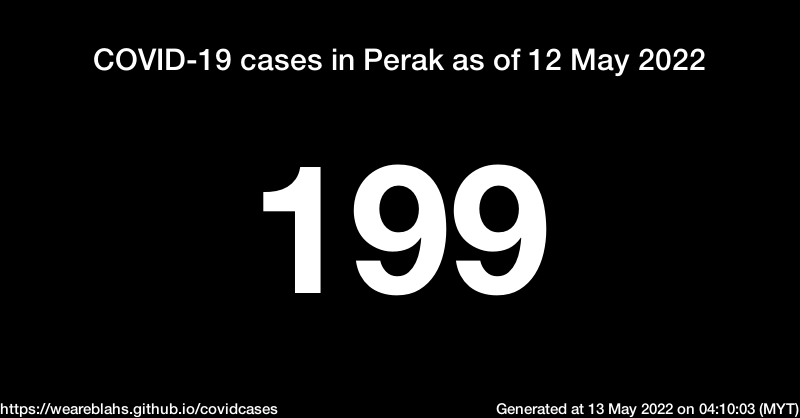 COVID-19 cases in Perak as of 12 May 2022
199
https://weareblahs.github.io/covidcases
Generated at 13 May 2022 on 04:10:03 (MYT)